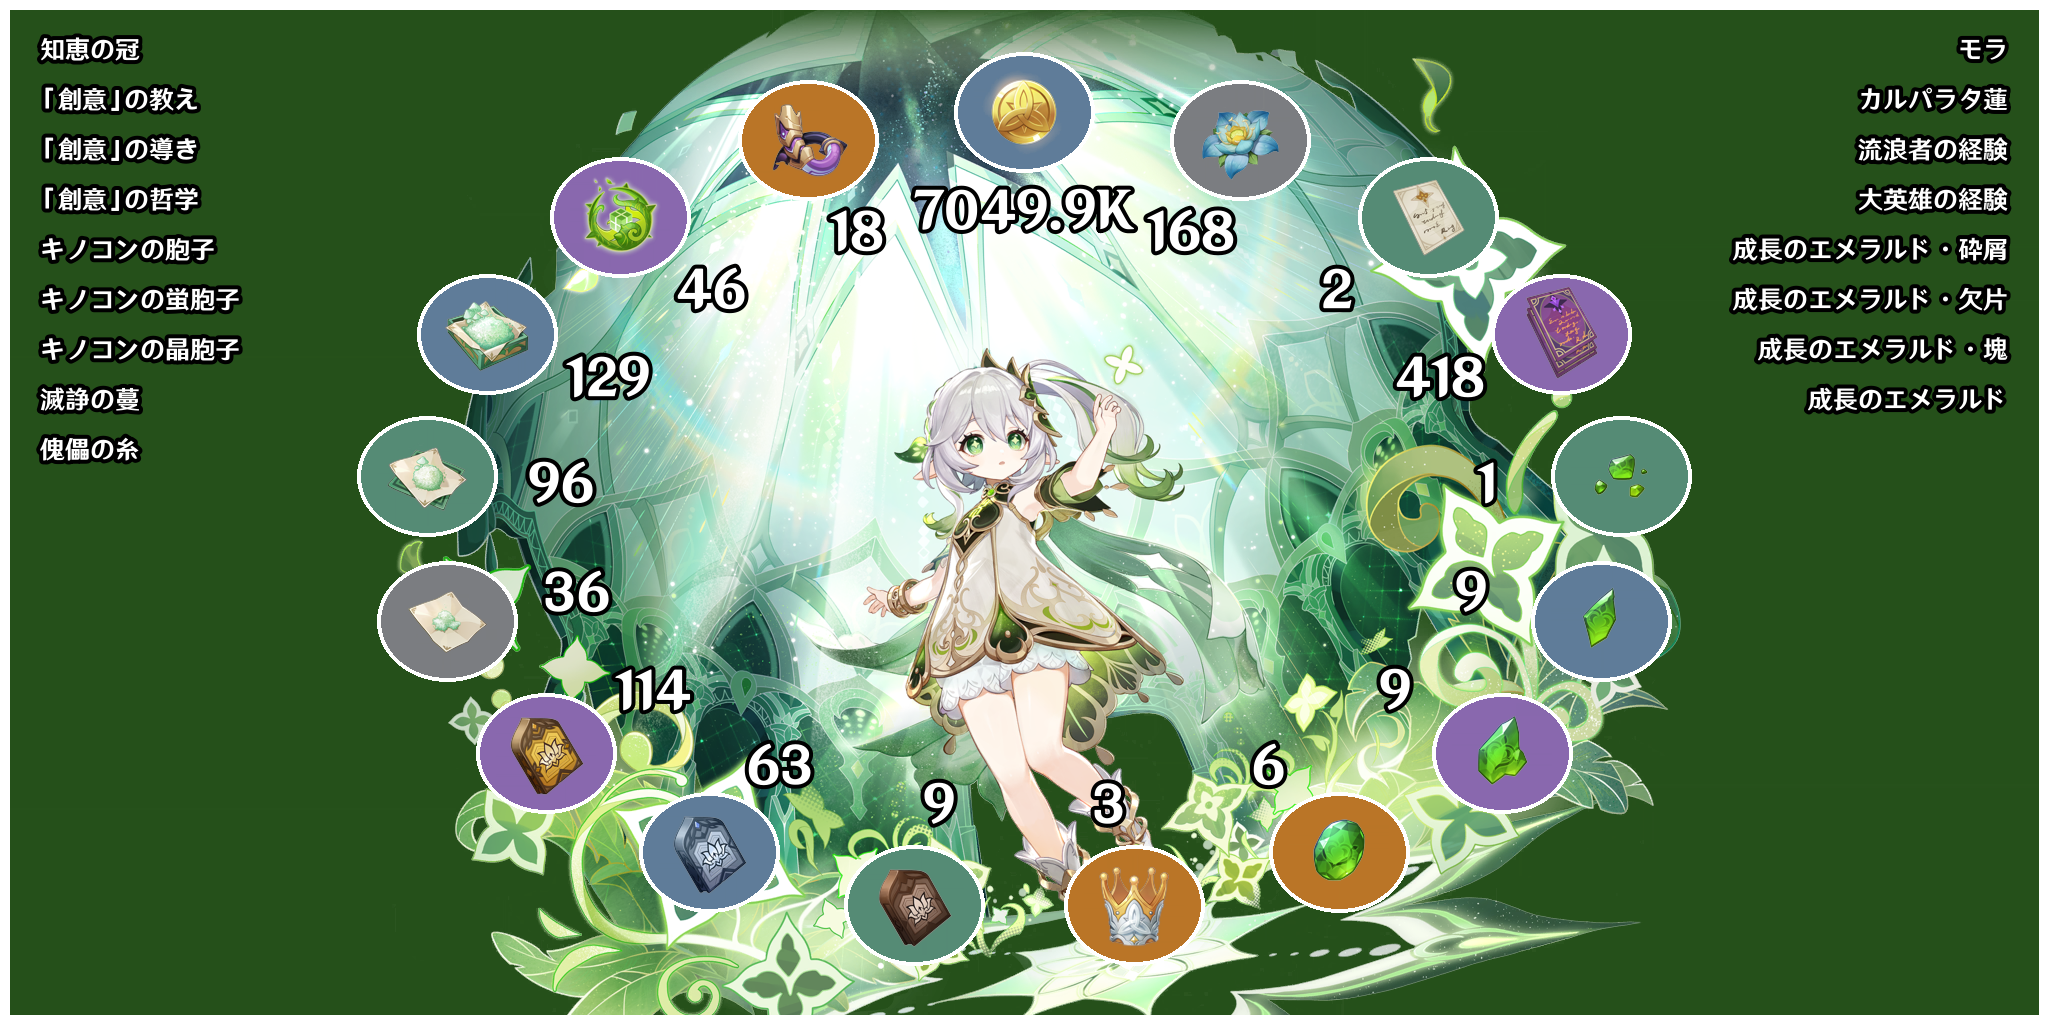 知恵の冠
「創意」の教え
「創意」の導き
「創意」の哲学
キノコンの胞子
キノコンの蛍胞子
キノコンの晶胞子
滅諍の蔓
傀儡の糸
モラ
カルパラタ蓮
流浪者の経験
大英雄の経験
成長のエメラルド・砕屑
成長のエメラルド・欠片
成長のエメラルド・塊
成長のエメラルド
7049.9K
168
2
418
1
9
9
6
3
9
63
114
36
96
129
46
18